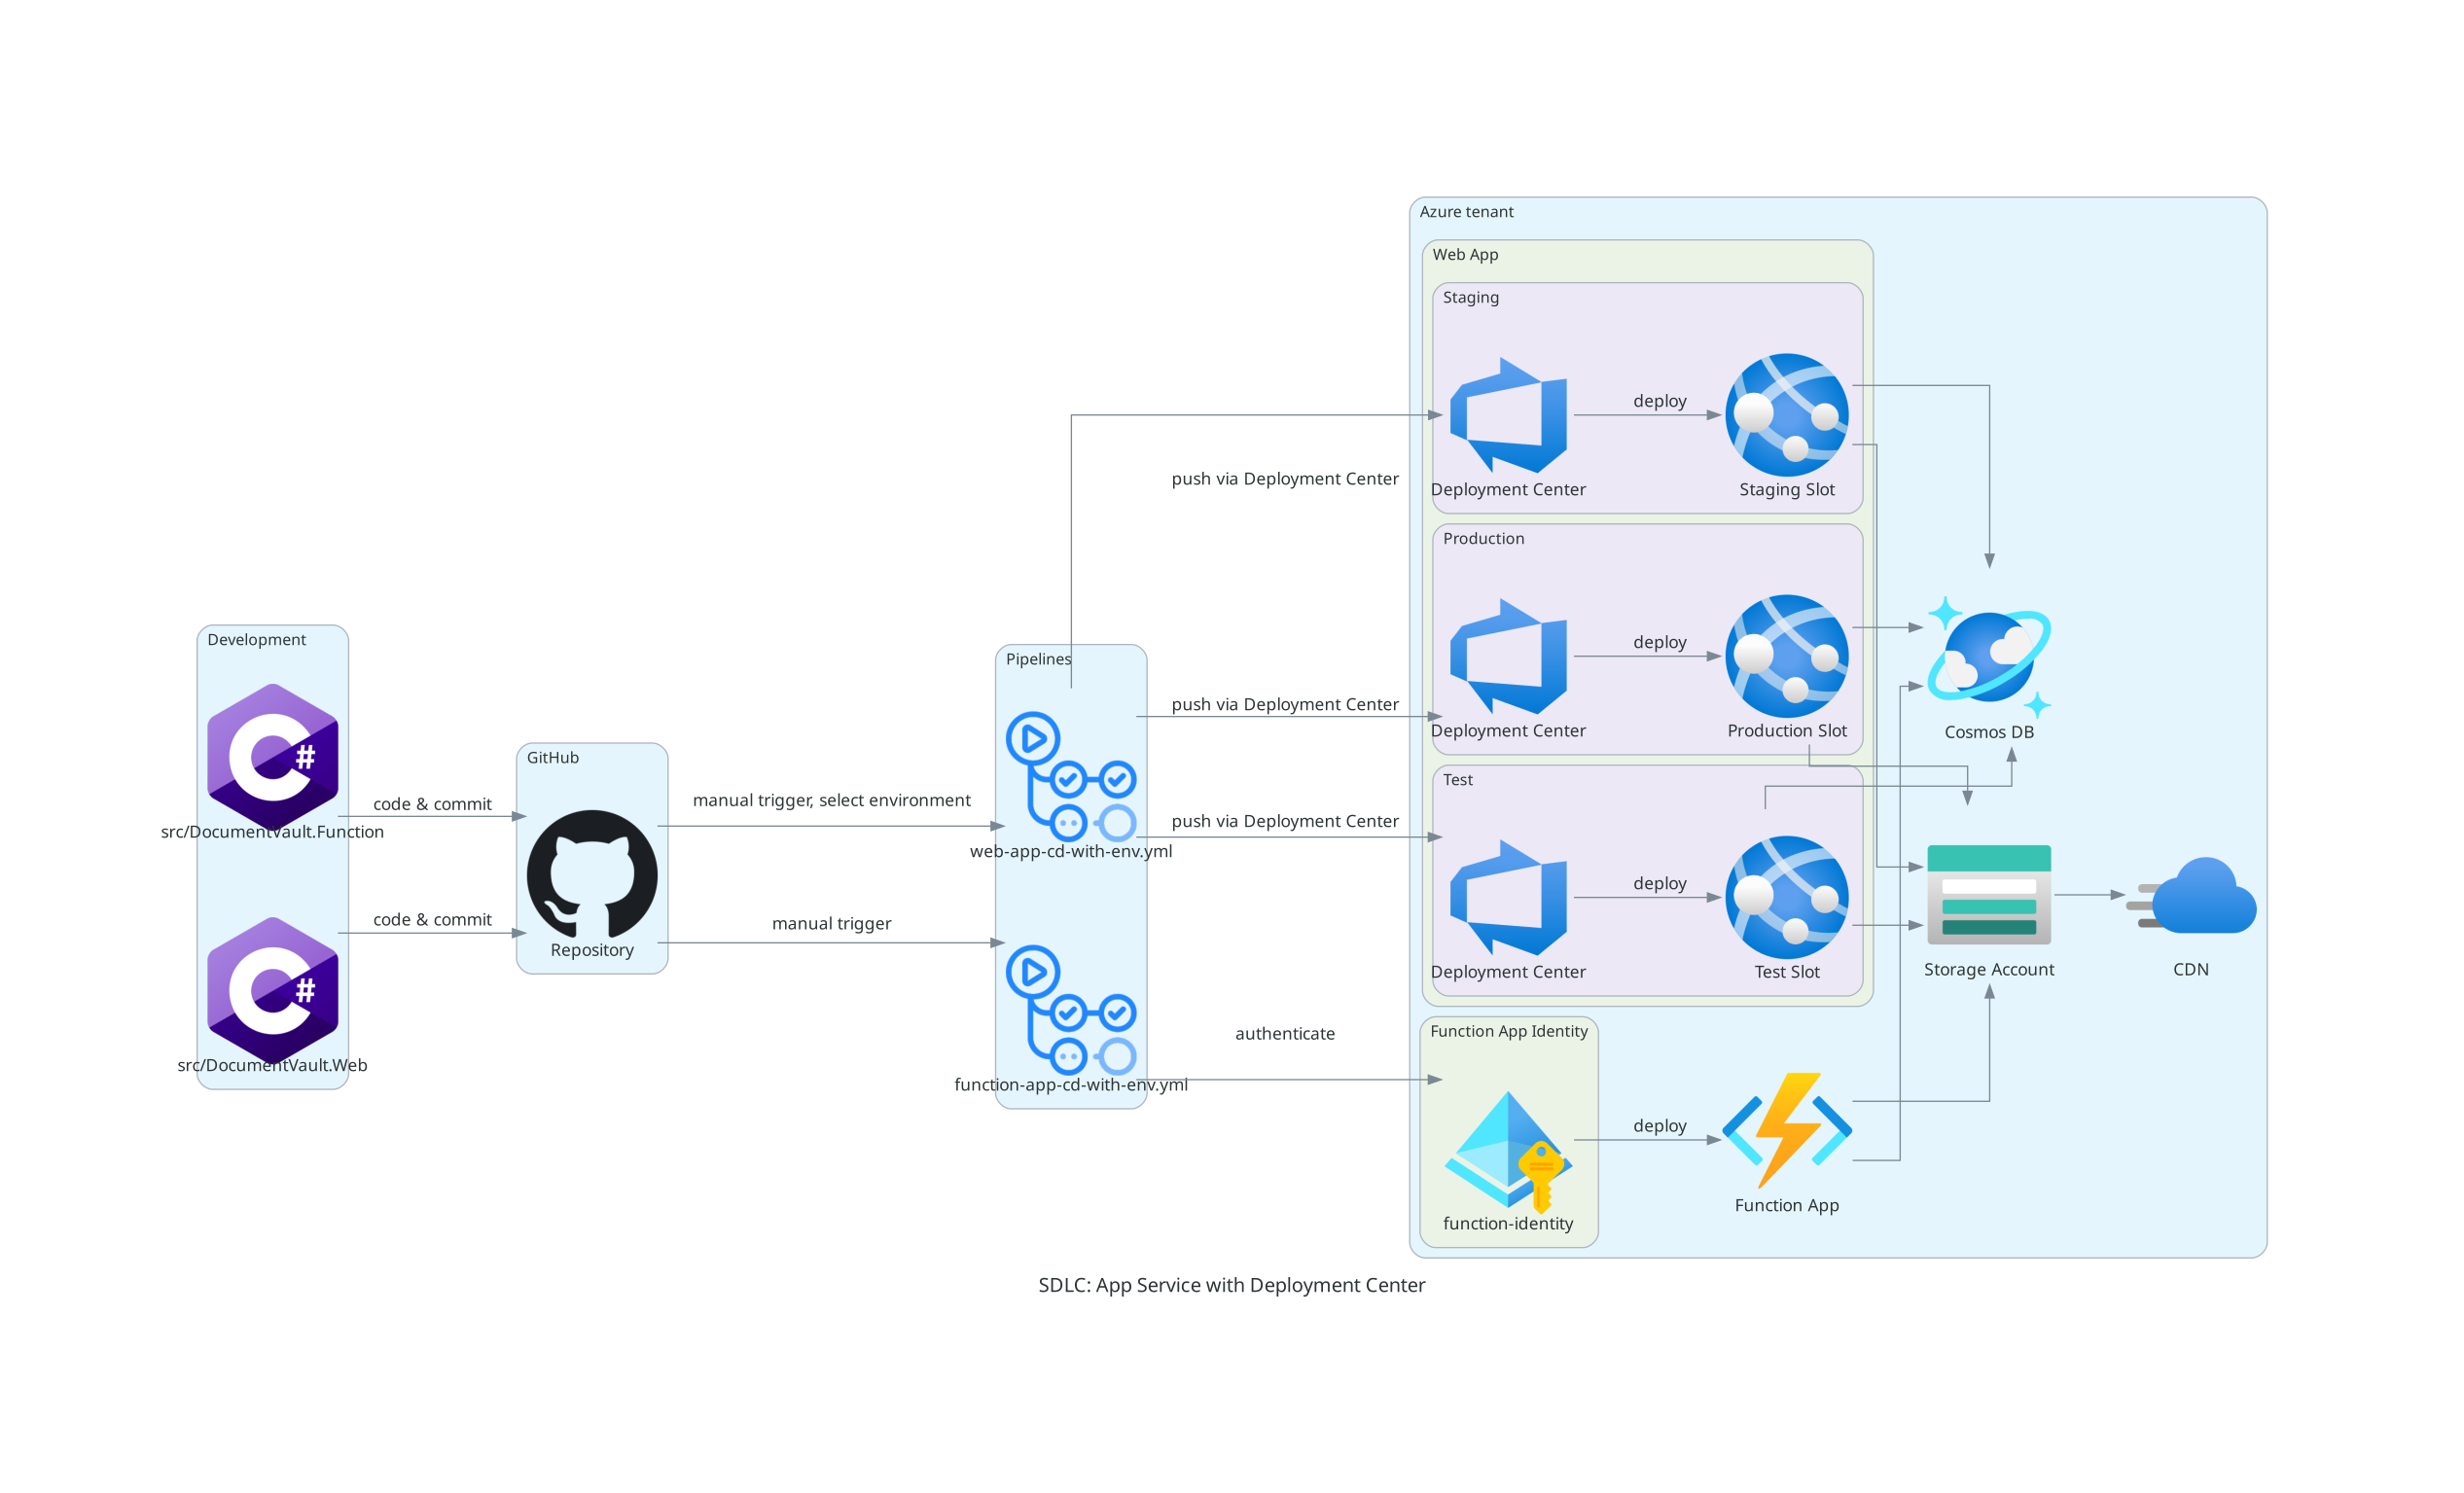 Azure tenant
Web App
Staging
deploy
push via Deployment Center
Deployment Center
Staging Slot
Production
deploy
push via Deployment Center
Deployment Center
Production Slot
Cosmos DB
Test
push via Deployment Center
deploy
Deployment Center
Test Slot
Storage Account
CDN
Development
#
src/DocumentVault.Function
code & commit
#
src/DocumentVault.Web
code & commit
GitHub
Repository
manual trigger, select environment
manual trigger
Pipelines
web-app-cd-with-env.yml
function-app-cd-with-env.yml
authenticate
Function App Identity
function-identity
deploy
Function App
SDLC: App Service with Deployment Center